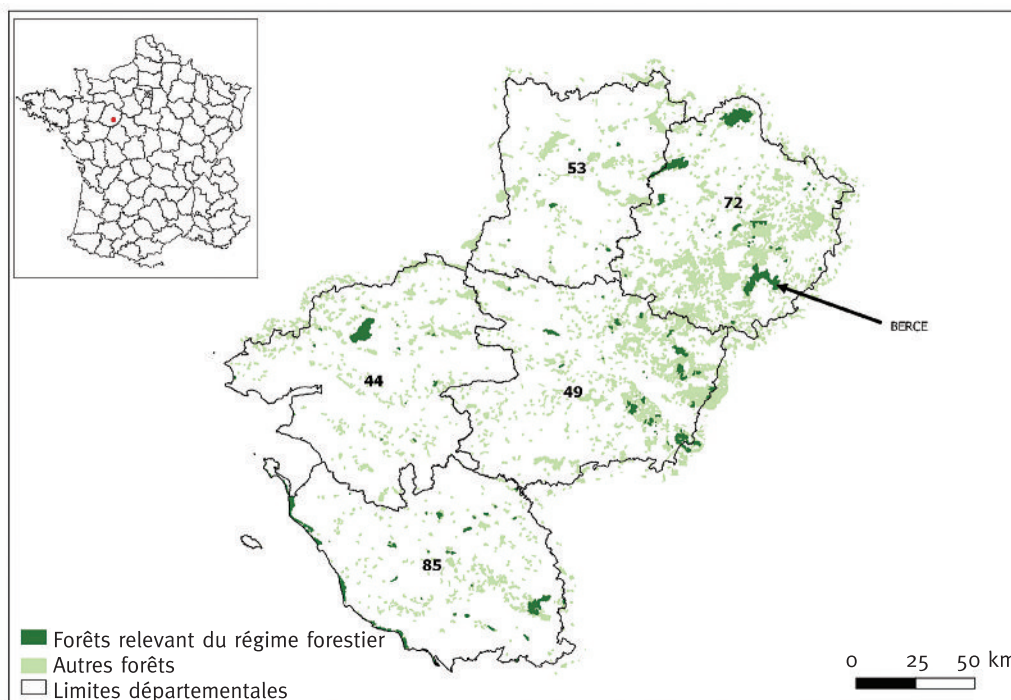 53
72
BERCE
44
49
85
Forêts relevant du régime forestier
Autres forêts
Limites départementales
0 25 50 km